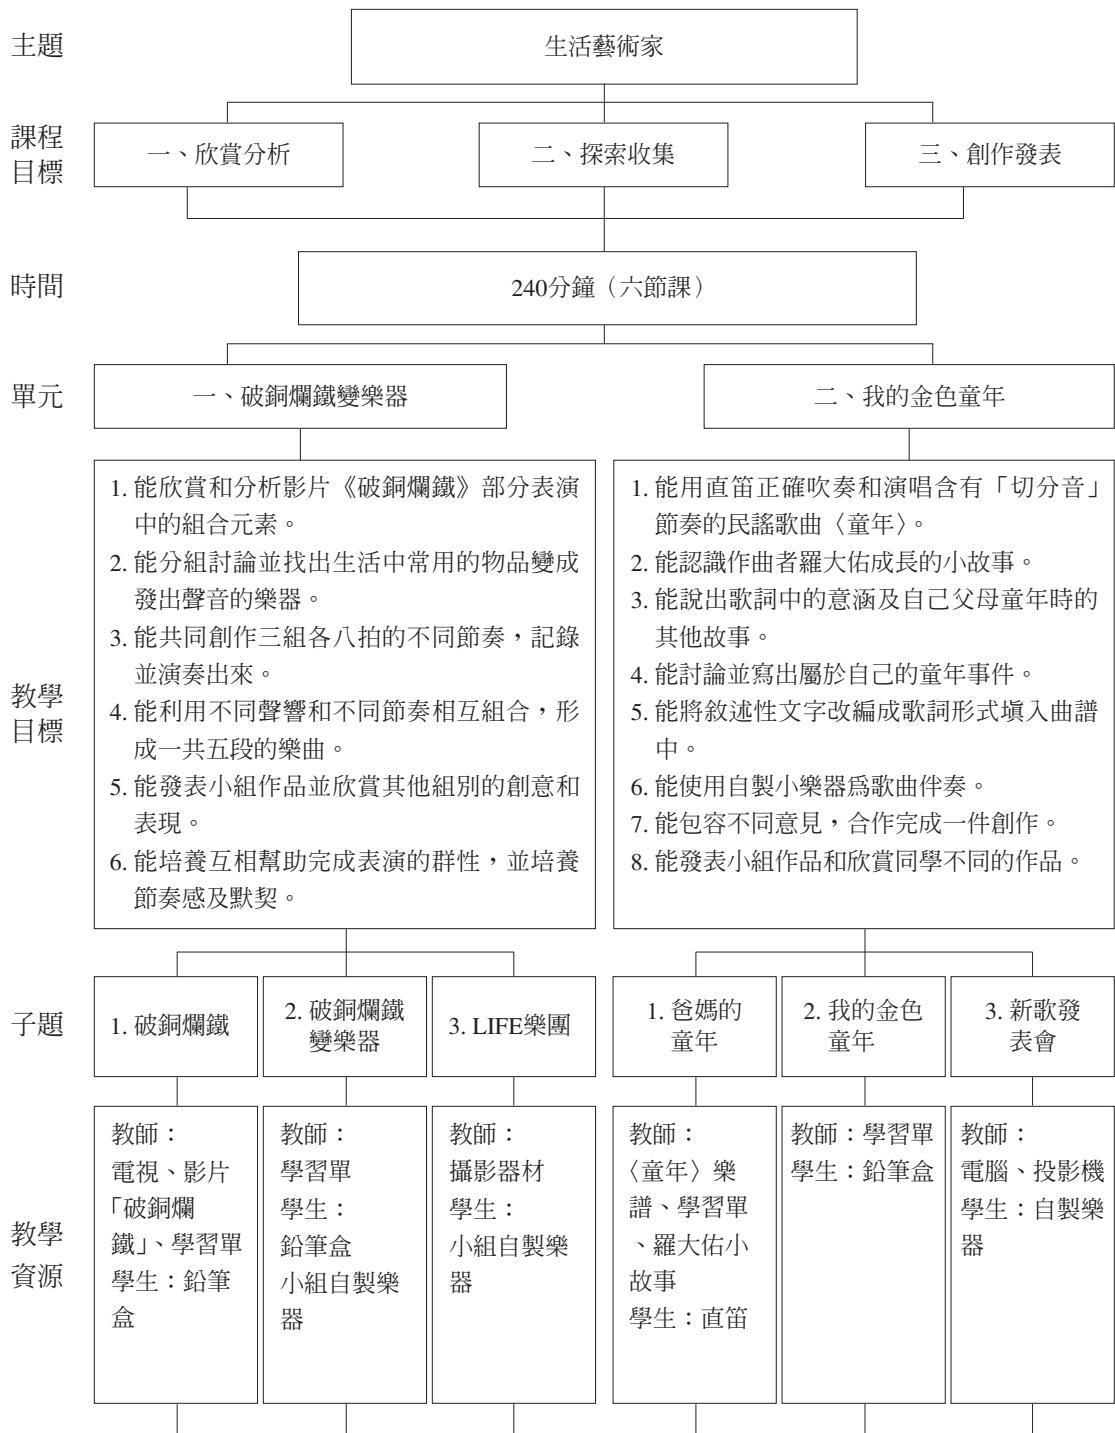 主題
生活藝術家
課程
目標
一、欣賞分析
二、探索收集
三、創作發表
時間
240分鐘（六節課）
單元
一、破銅爛鐵變樂器
二、我的金色童年
教學
目標
1. 能欣賞和分析影片《破銅爛鐵》部分表演
中的組合元素。
2. 能分組討論並找出生活中常用的物品變成
發出聲音的樂器。
3. 能共同創作三組各八拍的不同節奏，記錄
並演奏出來。
4. 能利用不同聲響和不同節奏相互組合，形
成一共五段的樂曲。
5. 能發表小組作品並欣賞其他組別的創意和
表現。
6. 能培養互相幫助完成表演的群性，並培養
節奏感及默契。
1. 能用直笛正確吹奏和演唱含有「切分音」
節奏的民謠歌曲〈童年〉。
2. 能認識作曲者羅大佑成長的小故事。
3. 能說出歌詞中的意涵及自己父母童年時的
其他故事。
4. 能討論並寫出屬於自己的童年事件。
5. 能將敘述性文字改編成歌詞形式填入曲譜
中。
6. 能使用自製小樂器為歌曲伴奏。
7. 能包容不同意見，合作完成一件創作。
8. 能發表小組作品和欣賞同學不同的作品。
子題
1. 破銅爛鐵
2. 破銅爛鐵
變樂器
3. LIFE樂團
1. 爸媽的
童年
2. 我的金色
童年
3. 新歌發
表會
教學
資源
教師：
電視、影片
「破銅爛
鐵」、學習單
學生：鉛筆
盒
教師：
學習單
學生：
鉛筆盒
小組自製樂
器
教師：
攝影器材
學生：
小組自製樂
器
教師：
〈童年〉樂
譜、學習單
、羅大佑小
故事
學生：直笛
教師：學習單
學生：鉛筆盒
教師：
電腦、投影機
學生：自製樂
器